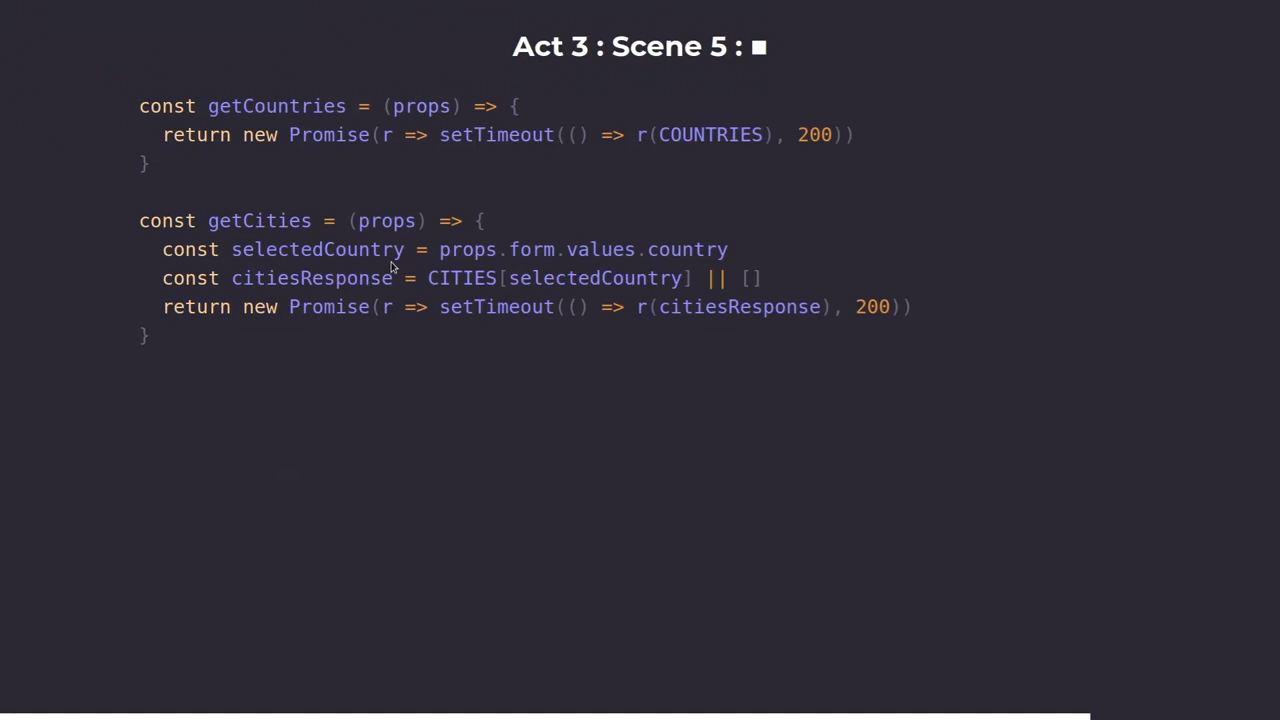 Act 3 : Scene 5 : ■
const getCountries = (props) => {
  return new Promise(r => setTimeout(() => r(COUNTRIES), 200))
}
const getCities = (props) => {
  const selectedCountry = props.form.values.country
  const citiesResponse = CITIES[selectedCountry] || []
  return new Promise(r => setTimeout(() => r(citiesResponse), 200))
}